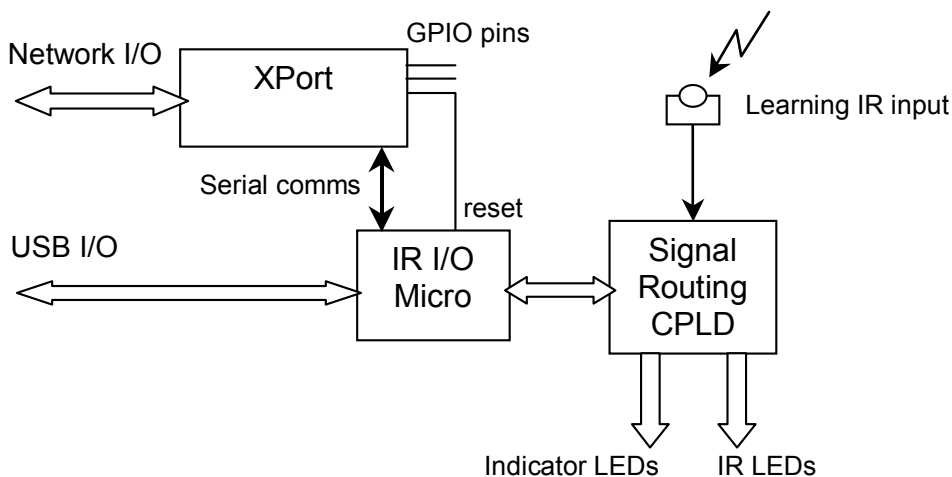 GPIO pins
Network I/O
XPort
Learning IR input
Serial comms
reset
USB I/O
IR I/O
Micro
Signal
Routing
CPLD
Indicator LEDs
IR LEDs